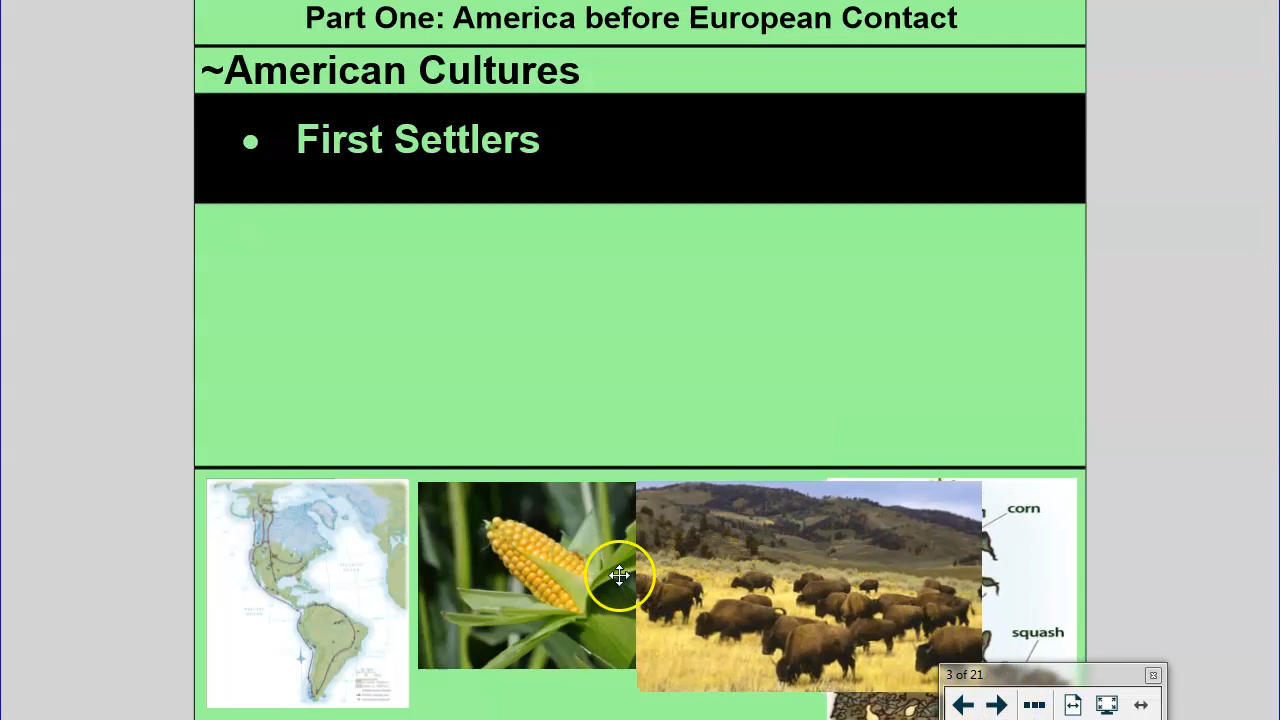 Part One: America before European Contact
~American Cultures
• First Settlers
corn
squash
3 of 21